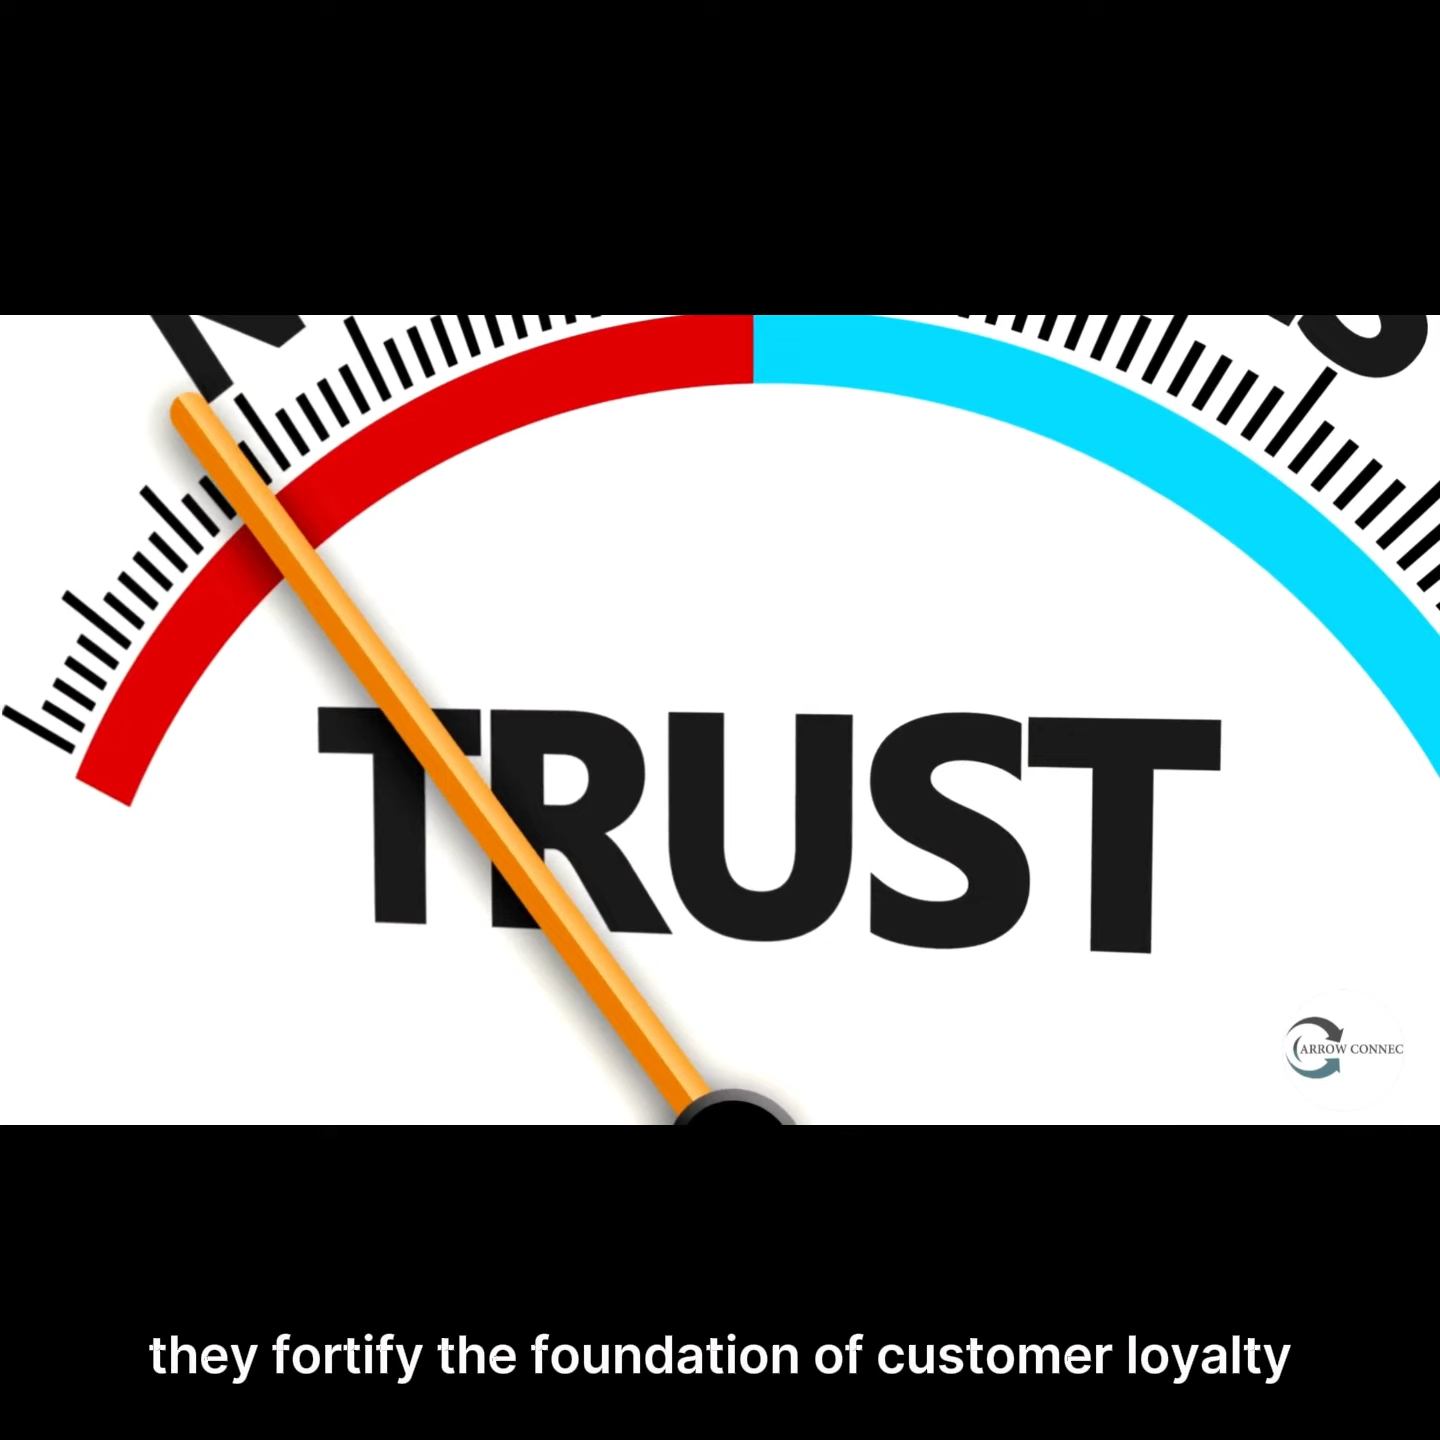 TRUST
ARROW CONNEC
they fortify the foundation of customer loyalty